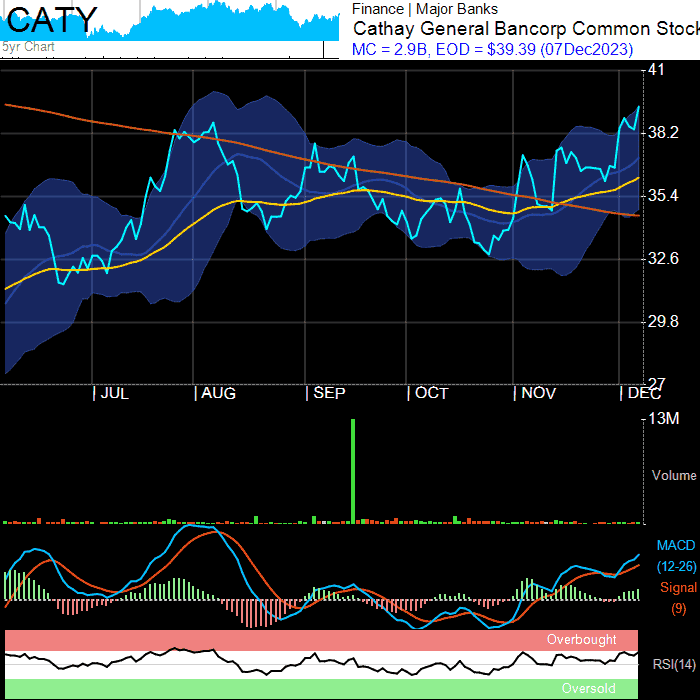 CATY
5yr Chart
Finance | Major Banks
Cathay General Bancorp Common Stock
MC = 2.9B, EOD = $39.39 (07Dec2023)
41
38.2
35.4
32.6
29.8
27
| JUL | AUG | SEP | OCT | NOV | DEC
13M
Volume
MACD
(12-26)
Signal
(9)
Overbought
RSI(14)
Oversold